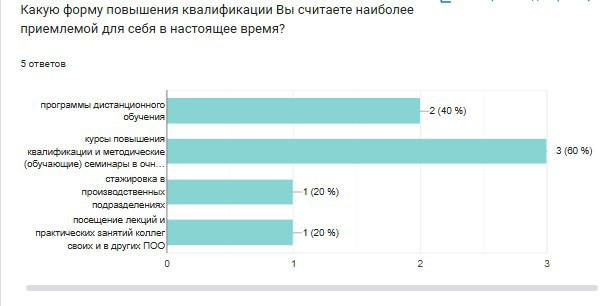 Какую форму повышения квалификации Вы считаете наиболее
приемлемой для себя в настоящее время?
5 ответов
программы дистанционного
обучения
2 (40 %)
курсы повышения
квалификации и методические
(обучающие) семинары в очн…
3 (60 %)
стажировка в
производственных
подразделениях
1 (20 %)
посещение лекций и
практических занятий коллег
своих и в других ПОО
1 (20 %)
0 1 2 3